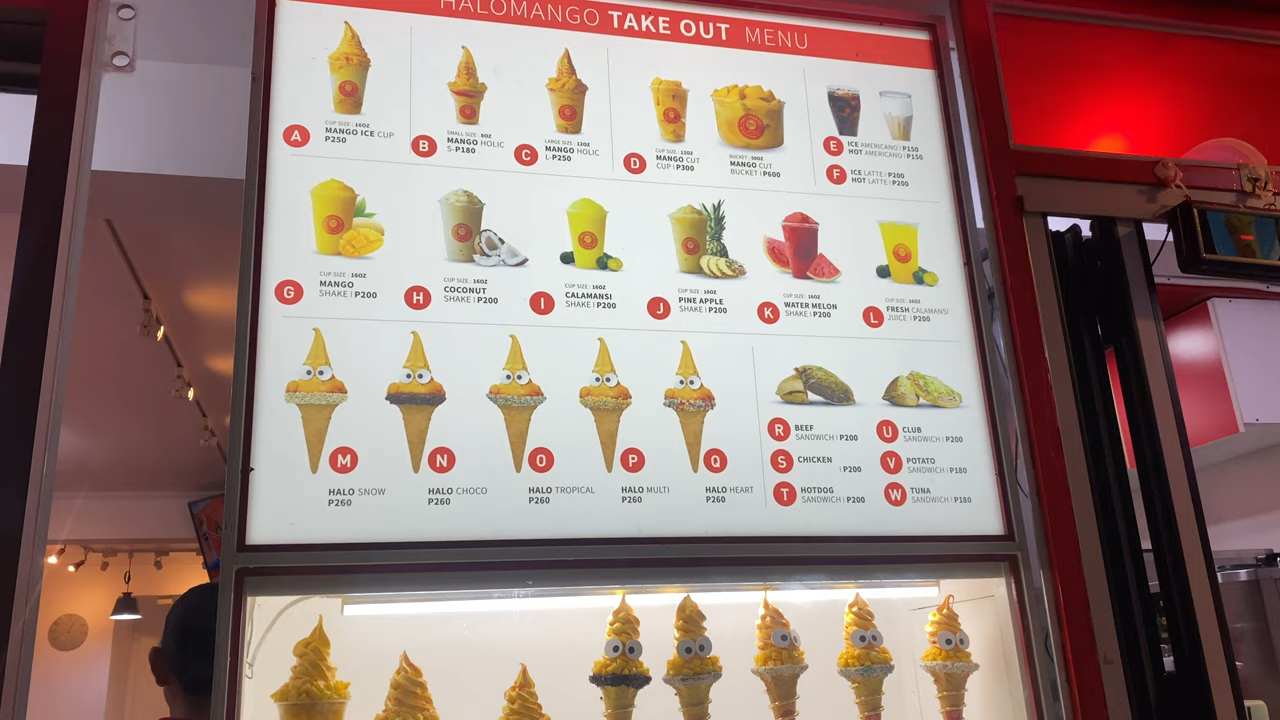 HALOMANGO TAKE OUT MENU
A
CUP SIZE : 16OZ
MANGO ICE CUP
P250
B
SMALL SIZE : 8OZ
MANGO HOLIC
S-P180
C
LARGE SIZE : 12OZ
MANGO HOLIC
L-P250
D
CUP SIZE : 16OZ
MANGO CUT
CUP | P300
BUCKET : 50OZ
MANGO CUT
BUCKET | P600
E
ICE AMERICANO | P150
HOT AMERICANO | P150
F
ICE LATTE | P200
HOT LATTE | P200
G
CUP SIZE : 16OZ
MANGO
SHAKE | P200
H
CUP SIZE : 16OZ
COCONUT
SHAKE | P200
I
CUP SIZE : 16OZ
CALAMANSI
SHAKE | P200
J
CUP SIZE : 16OZ
PINE APPLE
SHAKE | P200
K
CUP SIZE : 16OZ
WATER MELON
SHAKE | P200
L
CUP SIZE : 16OZ
FRESH CALAMANSI
JUICE | P200
M
HALO SNOW
P260
N
HALO CHOCO
P260
O
HALO TROPICAL
P260
P
HALO MULTI
P260
Q
HALO HEART
P260
R
BEEF
SANDWICH | P200
S
CHICKEN
| P200
T
HOTDOG
SANDWICH | P200
U
CLUB
SANDWICH | P200
V
POTATO
SANDWICH | P180
W
TUNA
SANDWICH | P180